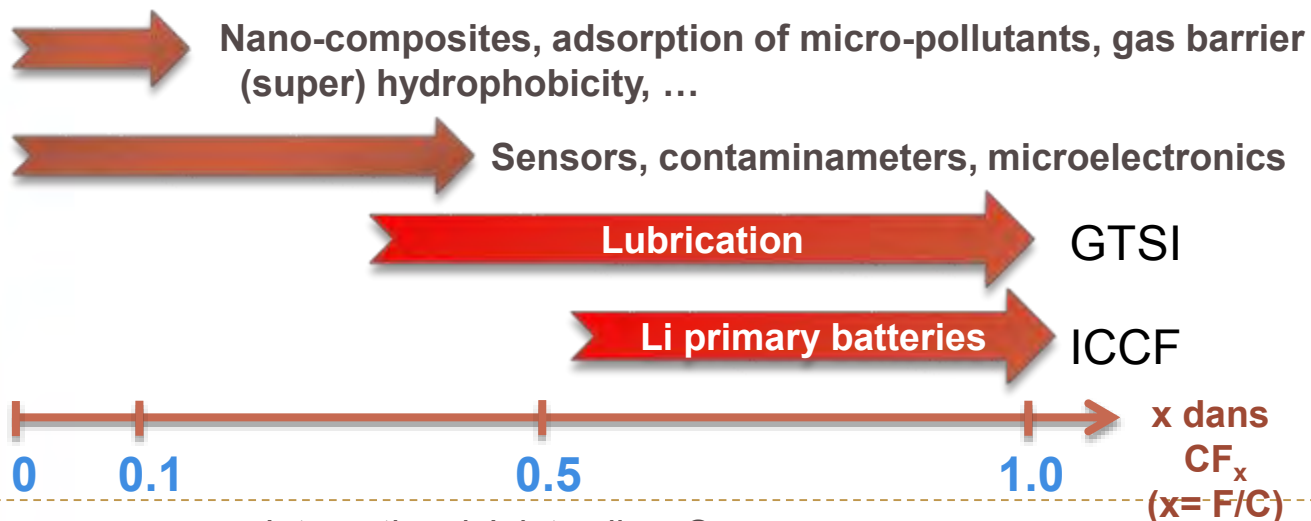 Nano-composites, adsorption of micro-pollutants, gas barrier
(super) hydrophobicity, …
Sensors, contaminameters, microelectronics
Lubrication
GTSI
Li primary batteries
ICCF
0 0.1 0.5 1.0
x dans
CFₓ
(x= F/C)